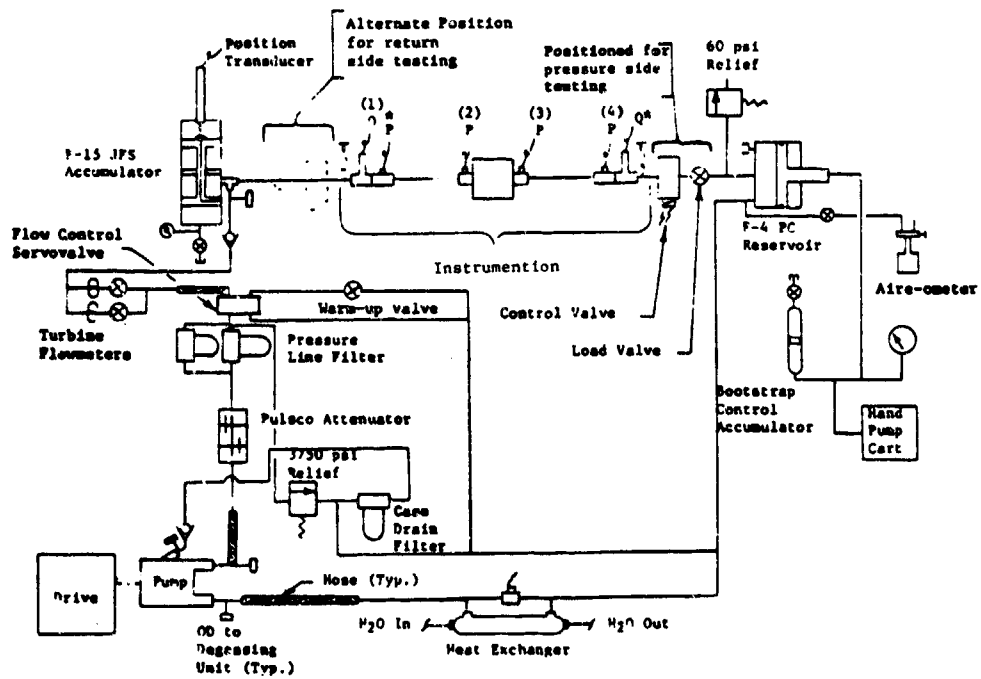 Alternate Position
for return
side testing
Position
Transducer
Positioned for
pressure side
testing
60 psi
Relief
(1)
Q*
P
(2)
P
(3)
P
(4)
P
Q*
T
T
F-15 JFS
Accumulator
Flow Control
Servovalve
F-4 PC
Reservoir
Instrumention
Aire-ometer
Warm-up valve
Control Valve
Load Valve
Turbine
Flowmeters
Pressure
Line Filter
Bootstrap
Control
Accumulator
Hand
Pump
Cart
Pulsco Attenuator
3750 psi
Relief
Case
Drain
Filter
Drive
Pump
Hose (Typ.)
H2O In
H2O Out
Heat Exchanger
QD to
Degassing
Unit (Typ.)